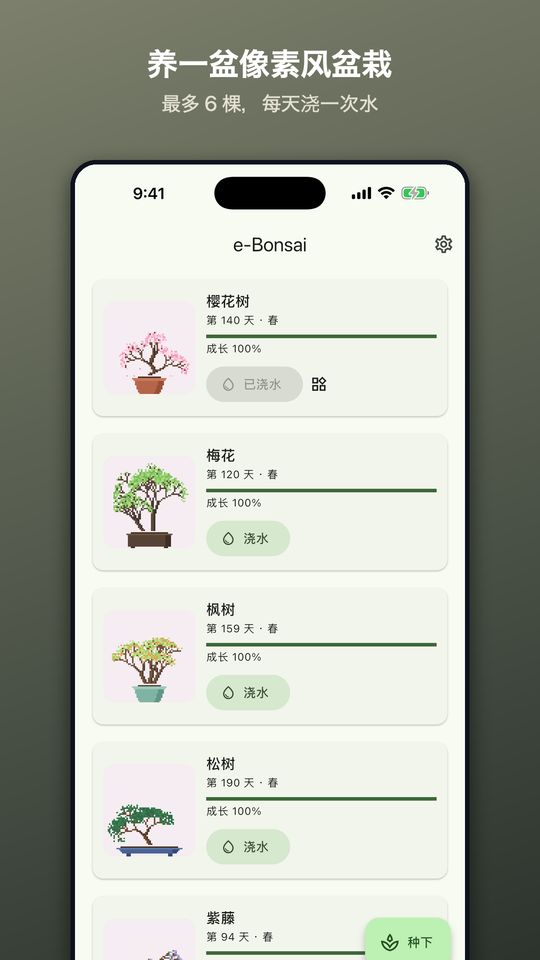 养一盆像素风盆栽
最多 6 棵，每天浇一次水
9:41
e-Bonsai
樱花树
第 140 天 · 春
成长 100%
已浇水
梅花
第 120 天 · 春
成长 100%
浇水
枫树
第 159 天 · 春
成长 100%
浇水
松树
第 190 天 · 春
成长 100%
浇水
紫藤
第 94 天 · 春
种下